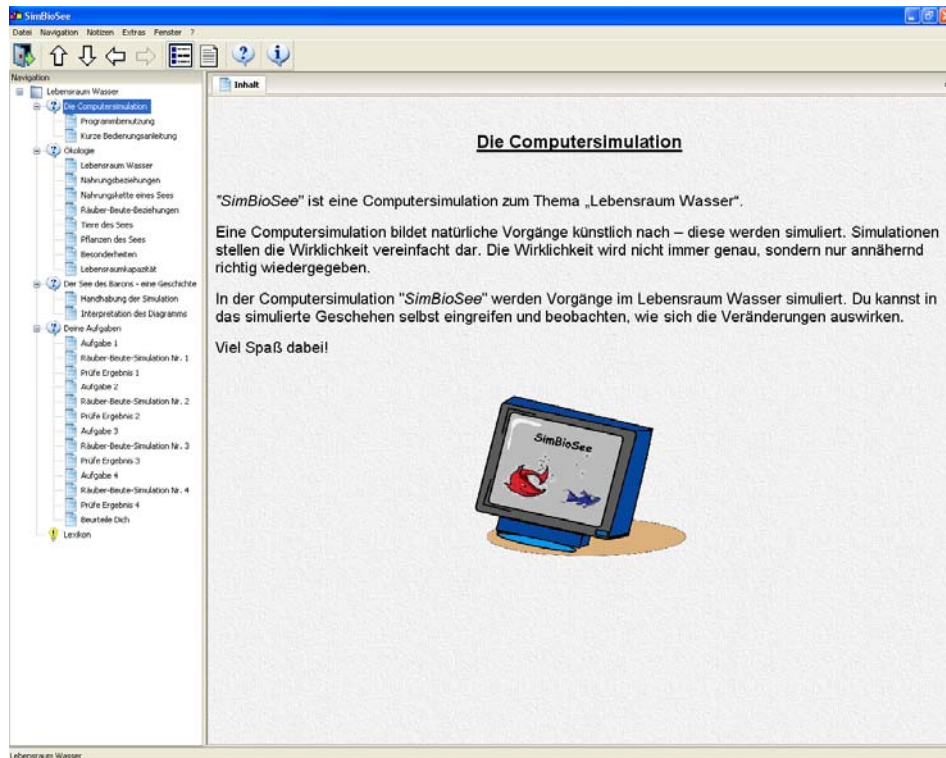 SimBioSee
Datei Navigation Notizen Extras Fenster ?
Navigation
Lebensraum Wasser
Die Computersimulation
Programmbenutzung
Kurze Bedienungsanleitung
Ökologie
Lebensraum Wasser
Nahrungsbeziehungen
Nahrungskette eines Sees
Räuber-Beute-Beziehungen
Tiere des Sees
Pflanzen des Sees
Besonderheiten
Lebensraumkapazität
Der See des Barons - eine Geschichte
Handhabung der Simulation
Interpretation des Diagramms
Deine Aufgaben
Aufgabe 1
Räuber-Beute-Simulation Nr. 1
Prüfe Ergebnis 1
Aufgabe 2
Räuber-Beute-Simulation Nr. 2
Prüfe Ergebnis 2
Aufgabe 3
Räuber-Beute-Simulation Nr. 3
Prüfe Ergebnis 3
Aufgabe 4
Räuber-Beute-Simulation Nr. 4
Prüfe Ergebnis 4
Beurteile Dich
Lexikon
Inhalt
Die Computersimulation
"SimBioSee" ist eine Computersimulation zum Thema „Lebensraum Wasser“.
Eine Computersimulation bildet natürliche Vorgänge künstlich nach – diese werden simuliert. Simulationen
stellen die Wirklichkeit vereinfacht dar. Die Wirklichkeit wird nicht immer genau, sondern nur annähernd
richtig wiedergegeben.
In der Computersimulation "SimBioSee" werden Vorgänge im Lebensraum Wasser simuliert. Du kannst in
das simulierte Geschehen selbst eingreifen und beobachten, wie sich die Veränderungen auswirken.
Viel Spaß dabei!
SimBioSee
Lebensraum Wasser